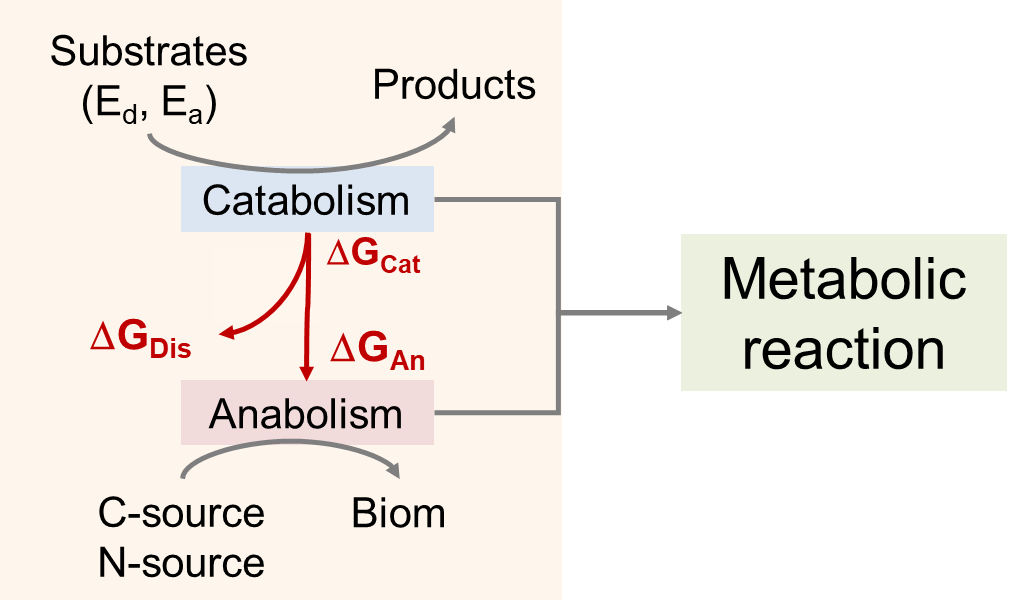 Substrates
(Ed, Ea)
Products
Catabolism
ΔGCat
ΔGDis
ΔGAn
Anabolism
C-source
N-source
Biom
Metabolic
reaction